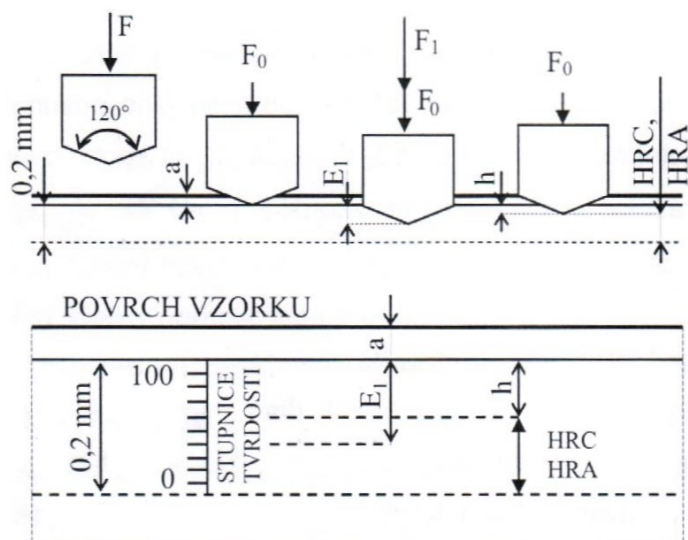 F
F₁
F₀
F₀
F₀
120°
0,2 mm
a
E₁
h
HRC,
HRA
POVRCH VZORKU
a
100
0
0,2 mm
STUPNICE
TVRDOSTI
E₁
h
HRC
HRA